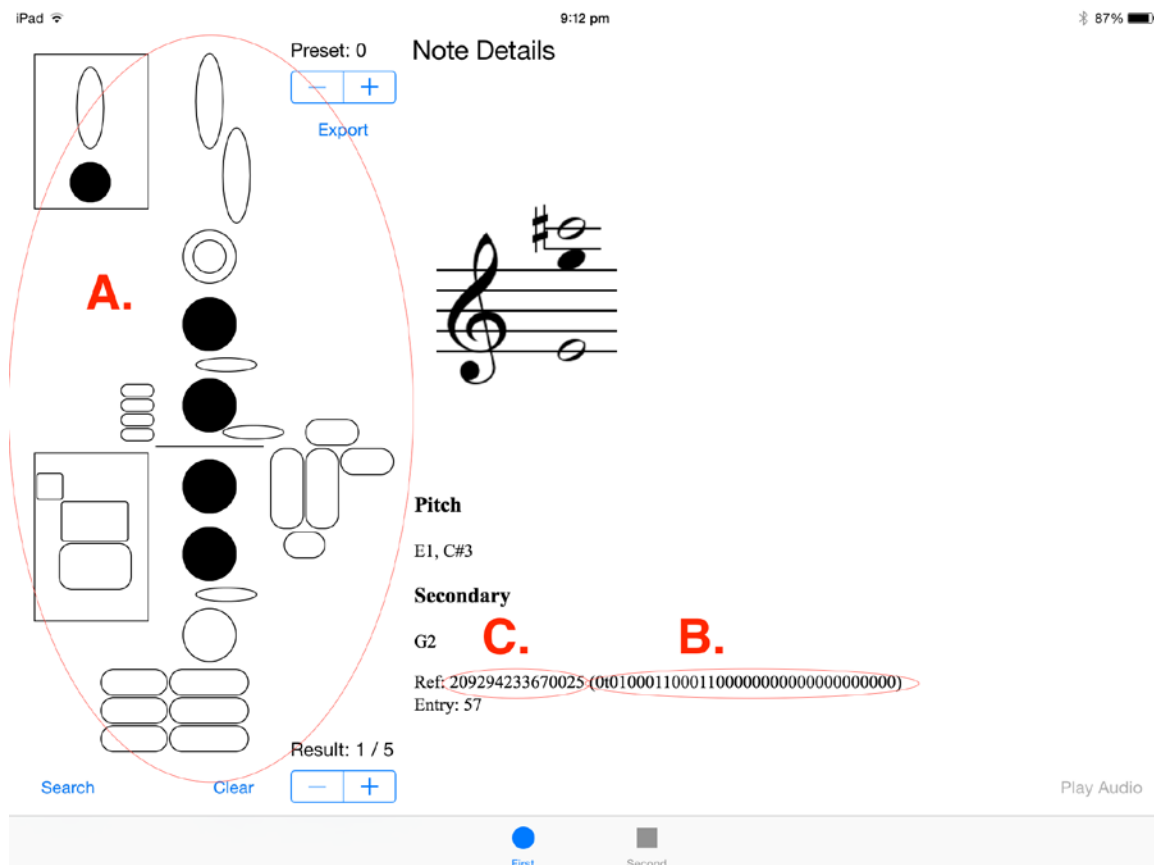 iPad
9:12 pm
87%
Preset: 0
Note Details
Export
A.
Pitch
E1, C#3
Secondary
G2
C.
B.
Ref: 209294233670025 (0t01000110001100000000000000000000)
Entry: 57
Result: 1 / 5
Search
Clear
Play Audio
First
Second